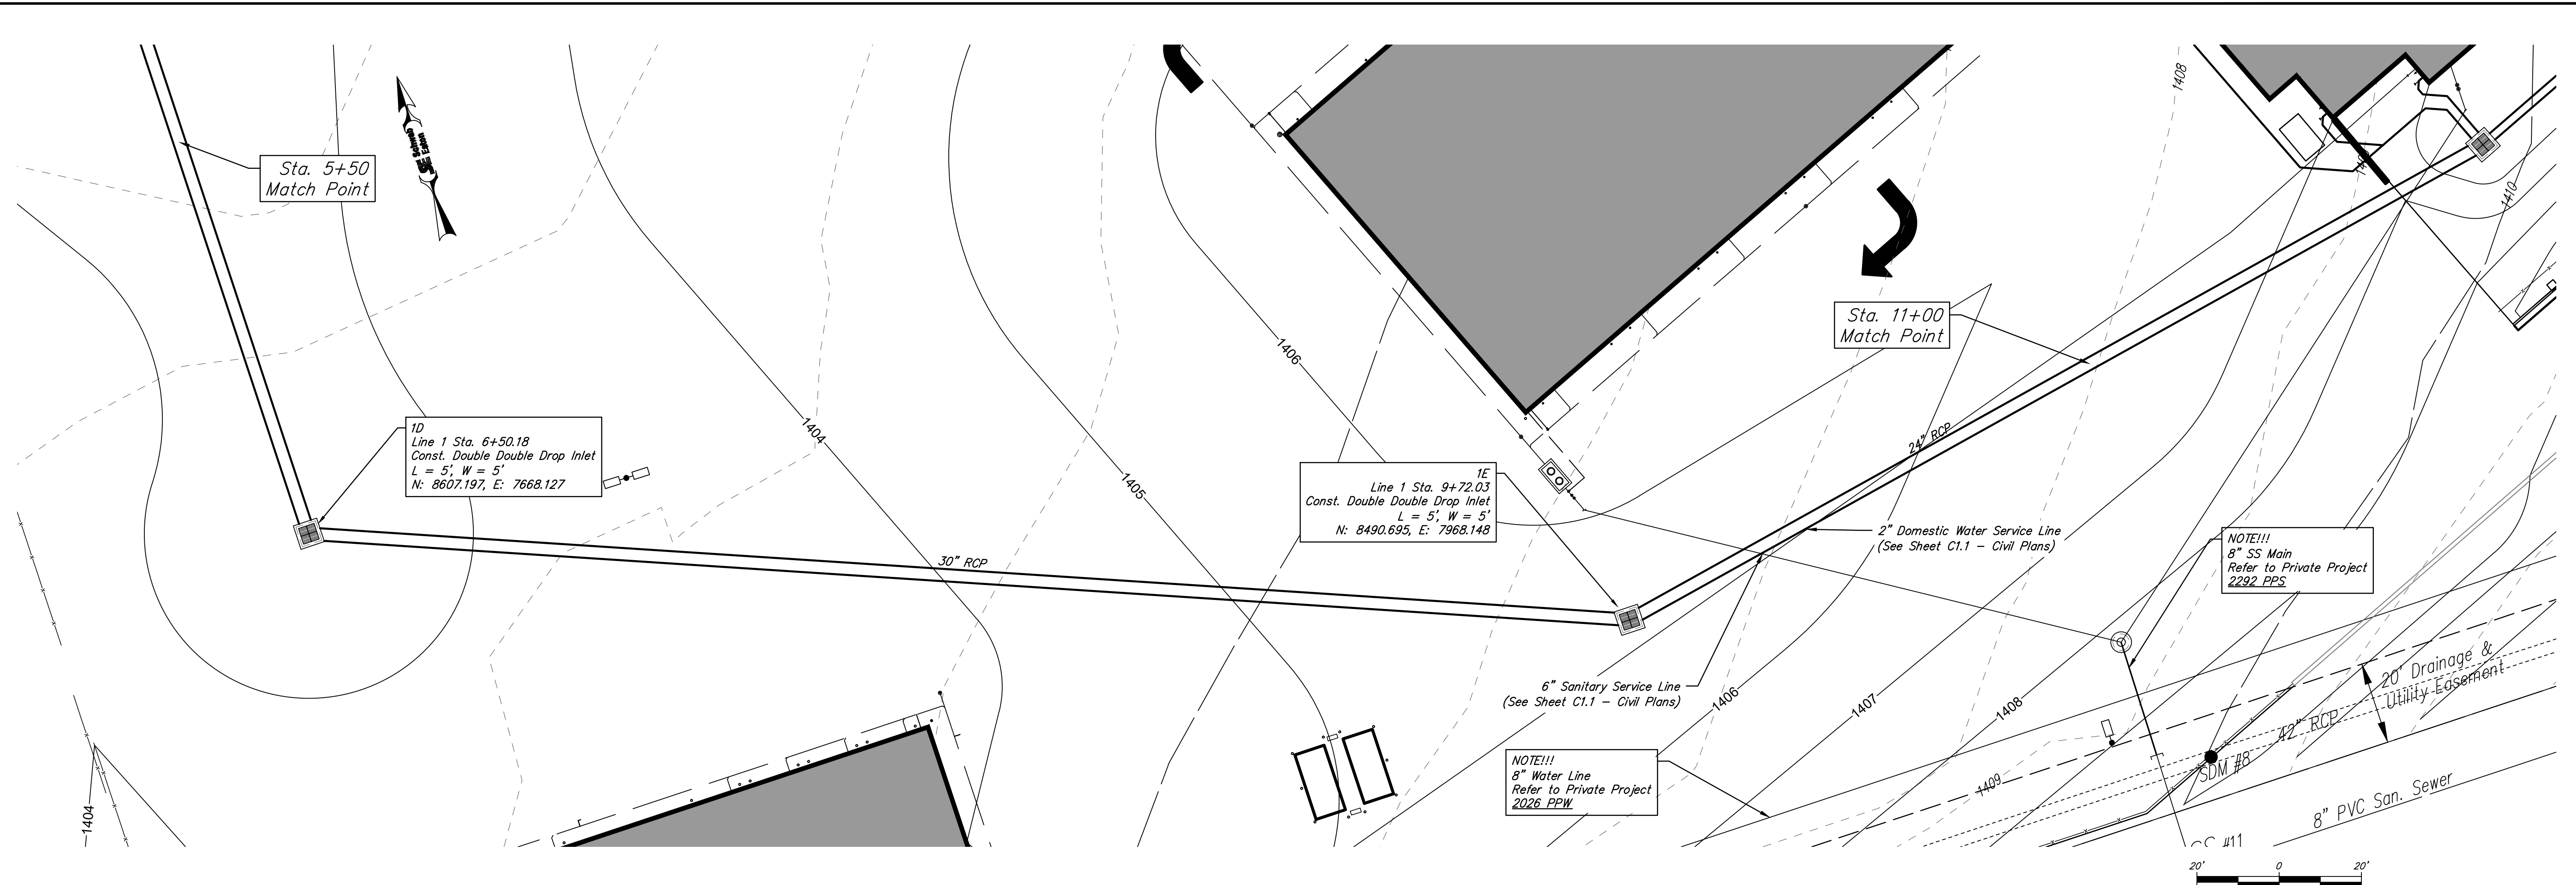 Sta. 5+50
Match Point
Schwab
Eaton
1D
Line 1 Sta. 6+50.18
Const. Double Double Drop Inlet
L = 5', W = 5'
N: 8607.197, E: 7668.127
1404
1404
1405
1406
30" RCP
1E
Line 1 Sta. 9+72.03
Const. Double Double Drop Inlet
L = 5', W = 5'
N: 8490.695, E: 7968.148
Sta. 11+00
Match Point
1408
1410
24" RCP
2" Domestic Water Service Line
(See Sheet C1.1 – Civil Plans)
6" Sanitary Service Line
(See Sheet C1.1 – Civil Plans)
NOTE!!!
8" SS Main
Refer to Private Project
2292 PPS
NOTE!!!
8" Water Line
Refer to Private Project
2026 PPW
1406
1407
1408
1409
20' Drainage &
Utility Easement
42" RCP
SDM #8
8" PVC San. Sewer
20'
0
20'